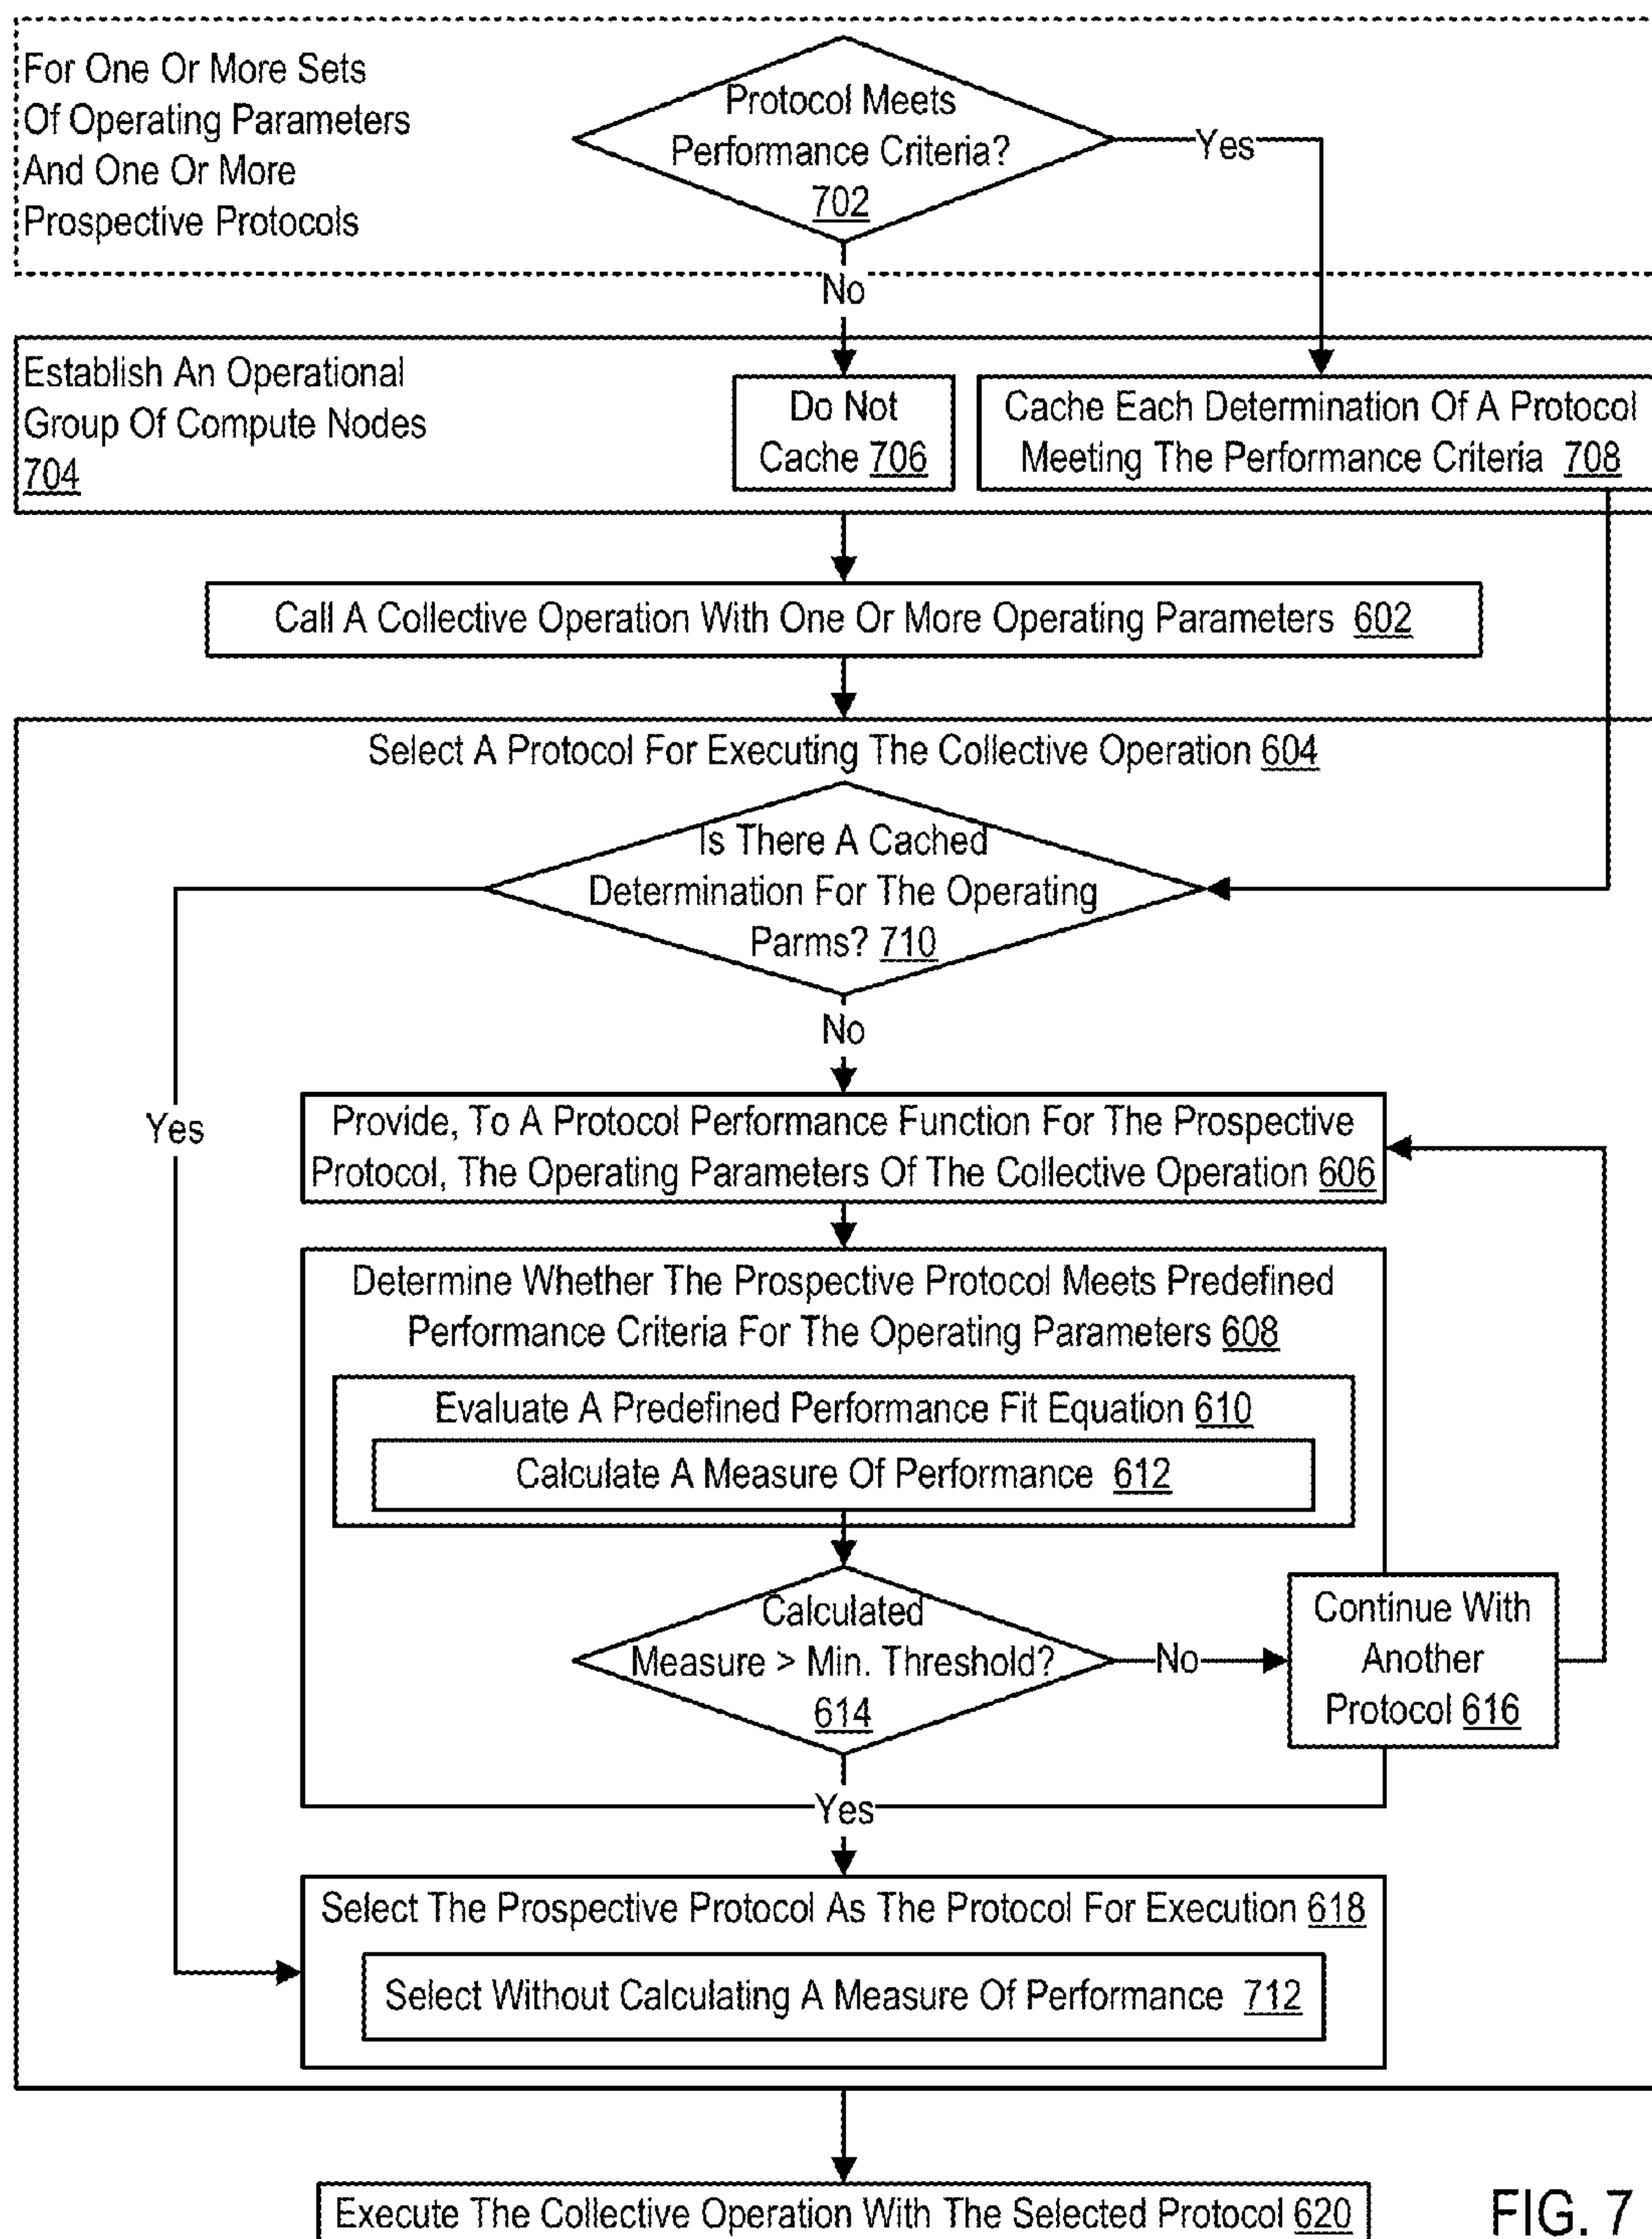 For One Or More Sets
Of Operating Parameters
And One Or More
Prospective Protocols
Protocol Meets
Performance Criteria?
702
Yes
No
Establish An Operational
Group Of Compute Nodes
704
Do Not
Cache 706
Cache Each Determination Of A Protocol
Meeting The Performance Criteria 708
Call A Collective Operation With One Or More Operating Parameters 602
Select A Protocol For Executing The Collective Operation 604
Is There A Cached
Determination For The Operating
Parms? 710
No
Yes
Provide, To A Protocol Performance Function For The Prospective
Protocol, The Operating Parameters Of The Collective Operation 606
Determine Whether The Prospective Protocol Meets Predefined
Performance Criteria For The Operating Parameters 608
Evaluate A Predefined Performance Fit Equation 610
Calculate A Measure Of Performance 612
Calculated
Measure > Min. Threshold?
614
No
Continue With
Another
Protocol 616
Yes
Select The Prospective Protocol As The Protocol For Execution 618
Select Without Calculating A Measure Of Performance 712
Execute The Collective Operation With The Selected Protocol 620
FIG. 7